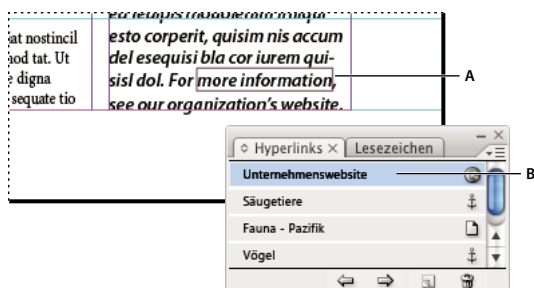 at nostincil
nod tat. Ut
digna
sequate tio
esto corperit, quisim nis accum
del esequisi bla cor iurem qui-
sisl dol. For more information,
see our organization's website.
A
Hyperlinks × Lesezeichen
Unternehmenswebsite
B
Säugetiere
Fauna - Pazifik
Vögel